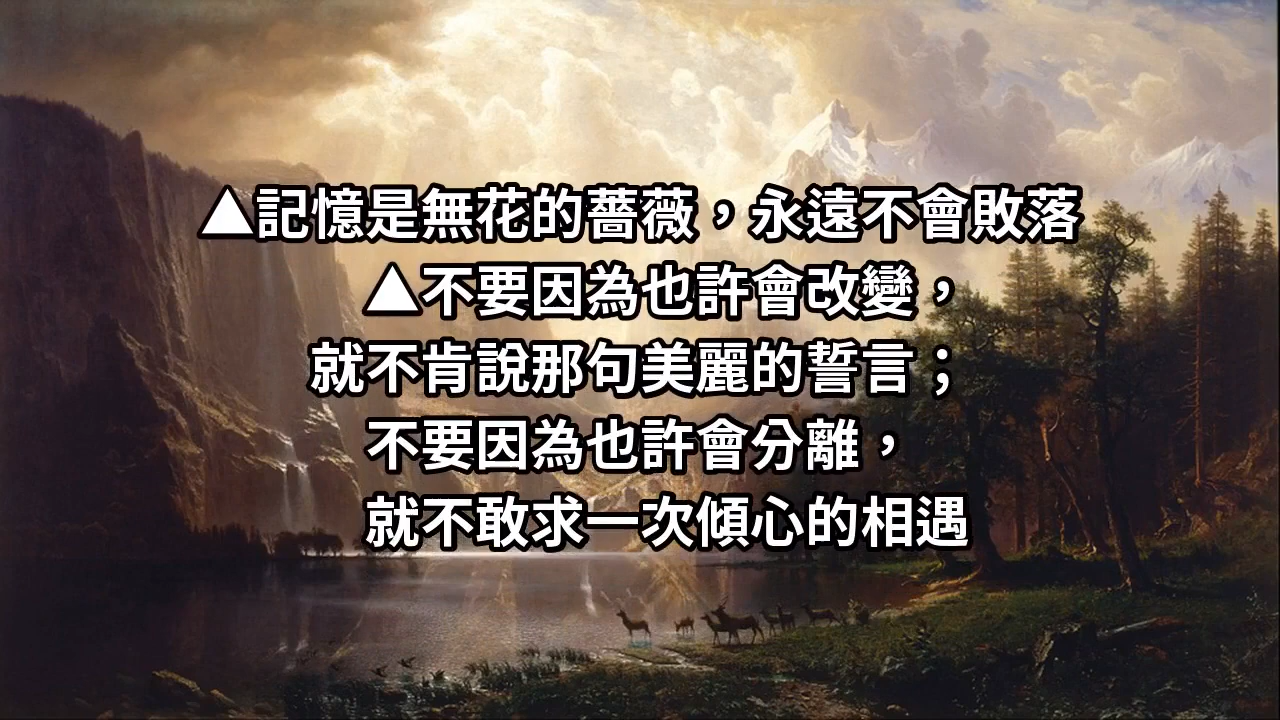 ▲記憶是無花的薔薇，永遠不會敗落
▲不要因為也許會改變，
就不肯說那句美麗的誓言；
不要因為也許會分離，
就不敢求一次傾心的相遇